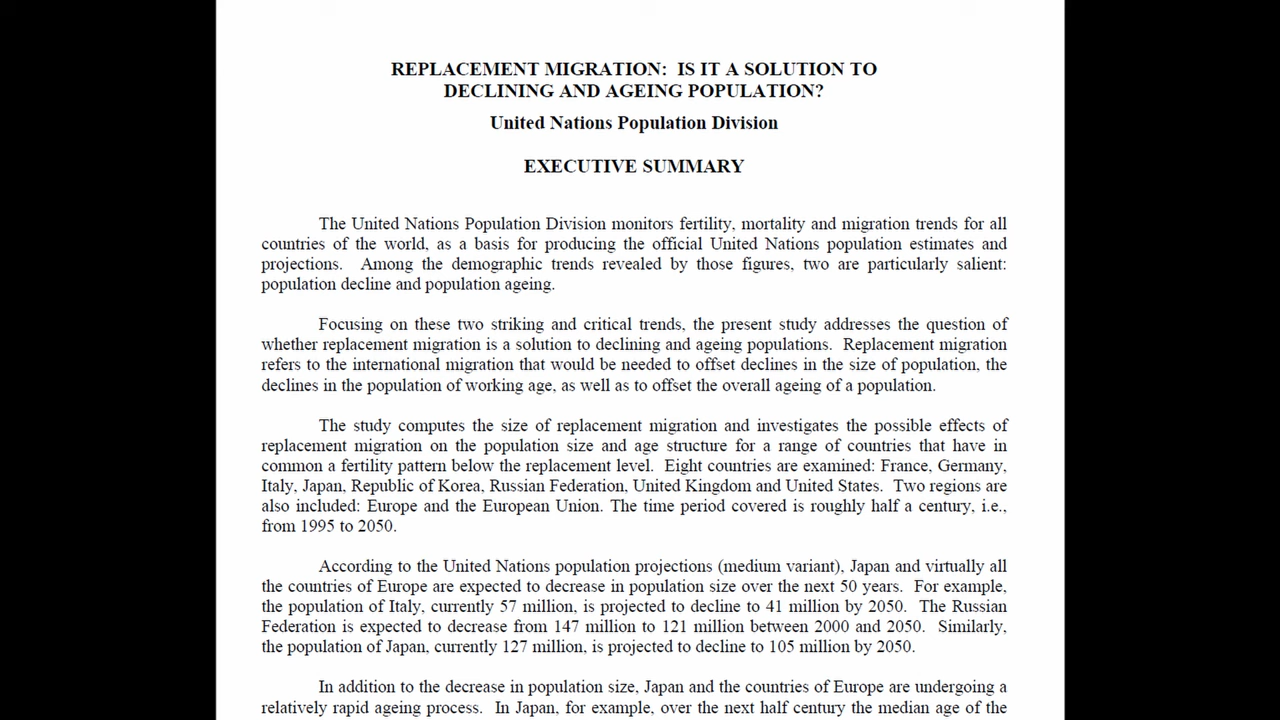 REPLACEMENT MIGRATION: IS IT A SOLUTION TO
DECLINING AND AGEING POPULATION?
United Nations Population Division
EXECUTIVE SUMMARY
The United Nations Population Division monitors fertility, mortality and migration trends for all
countries of the world, as a basis for producing the official United Nations population estimates and
projections. Among the demographic trends revealed by those figures, two are particularly salient:
population decline and population ageing.
Focusing on these two striking and critical trends, the present study addresses the question of
whether replacement migration is a solution to declining and ageing populations. Replacement migration
refers to the international migration that would be needed to offset declines in the size of population, the
declines in the population of working age, as well as to offset the overall ageing of a population.
The study computes the size of replacement migration and investigates the possible effects of
replacement migration on the population size and age structure for a range of countries that have in
common a fertility pattern below the replacement level. Eight countries are examined: France, Germany,
Italy, Japan, Republic of Korea, Russian Federation, United Kingdom and United States. Two regions are
also included: Europe and the European Union. The time period covered is roughly half a century, i.e.,
from 1995 to 2050.
According to the United Nations population projections (medium variant), Japan and virtually all
the countries of Europe are expected to decrease in population size over the next 50 years. For example,
the population of Italy, currently 57 million, is projected to decline to 41 million by 2050. The Russian
Federation is expected to decrease from 147 million to 121 million between 2000 and 2050. Similarly,
the population of Japan, currently 127 million, is projected to decline to 105 million by 2050.
In addition to the decrease in population size, Japan and the countries of Europe are undergoing a
relatively rapid ageing process. In Japan, for example, over the next half century the median age of the